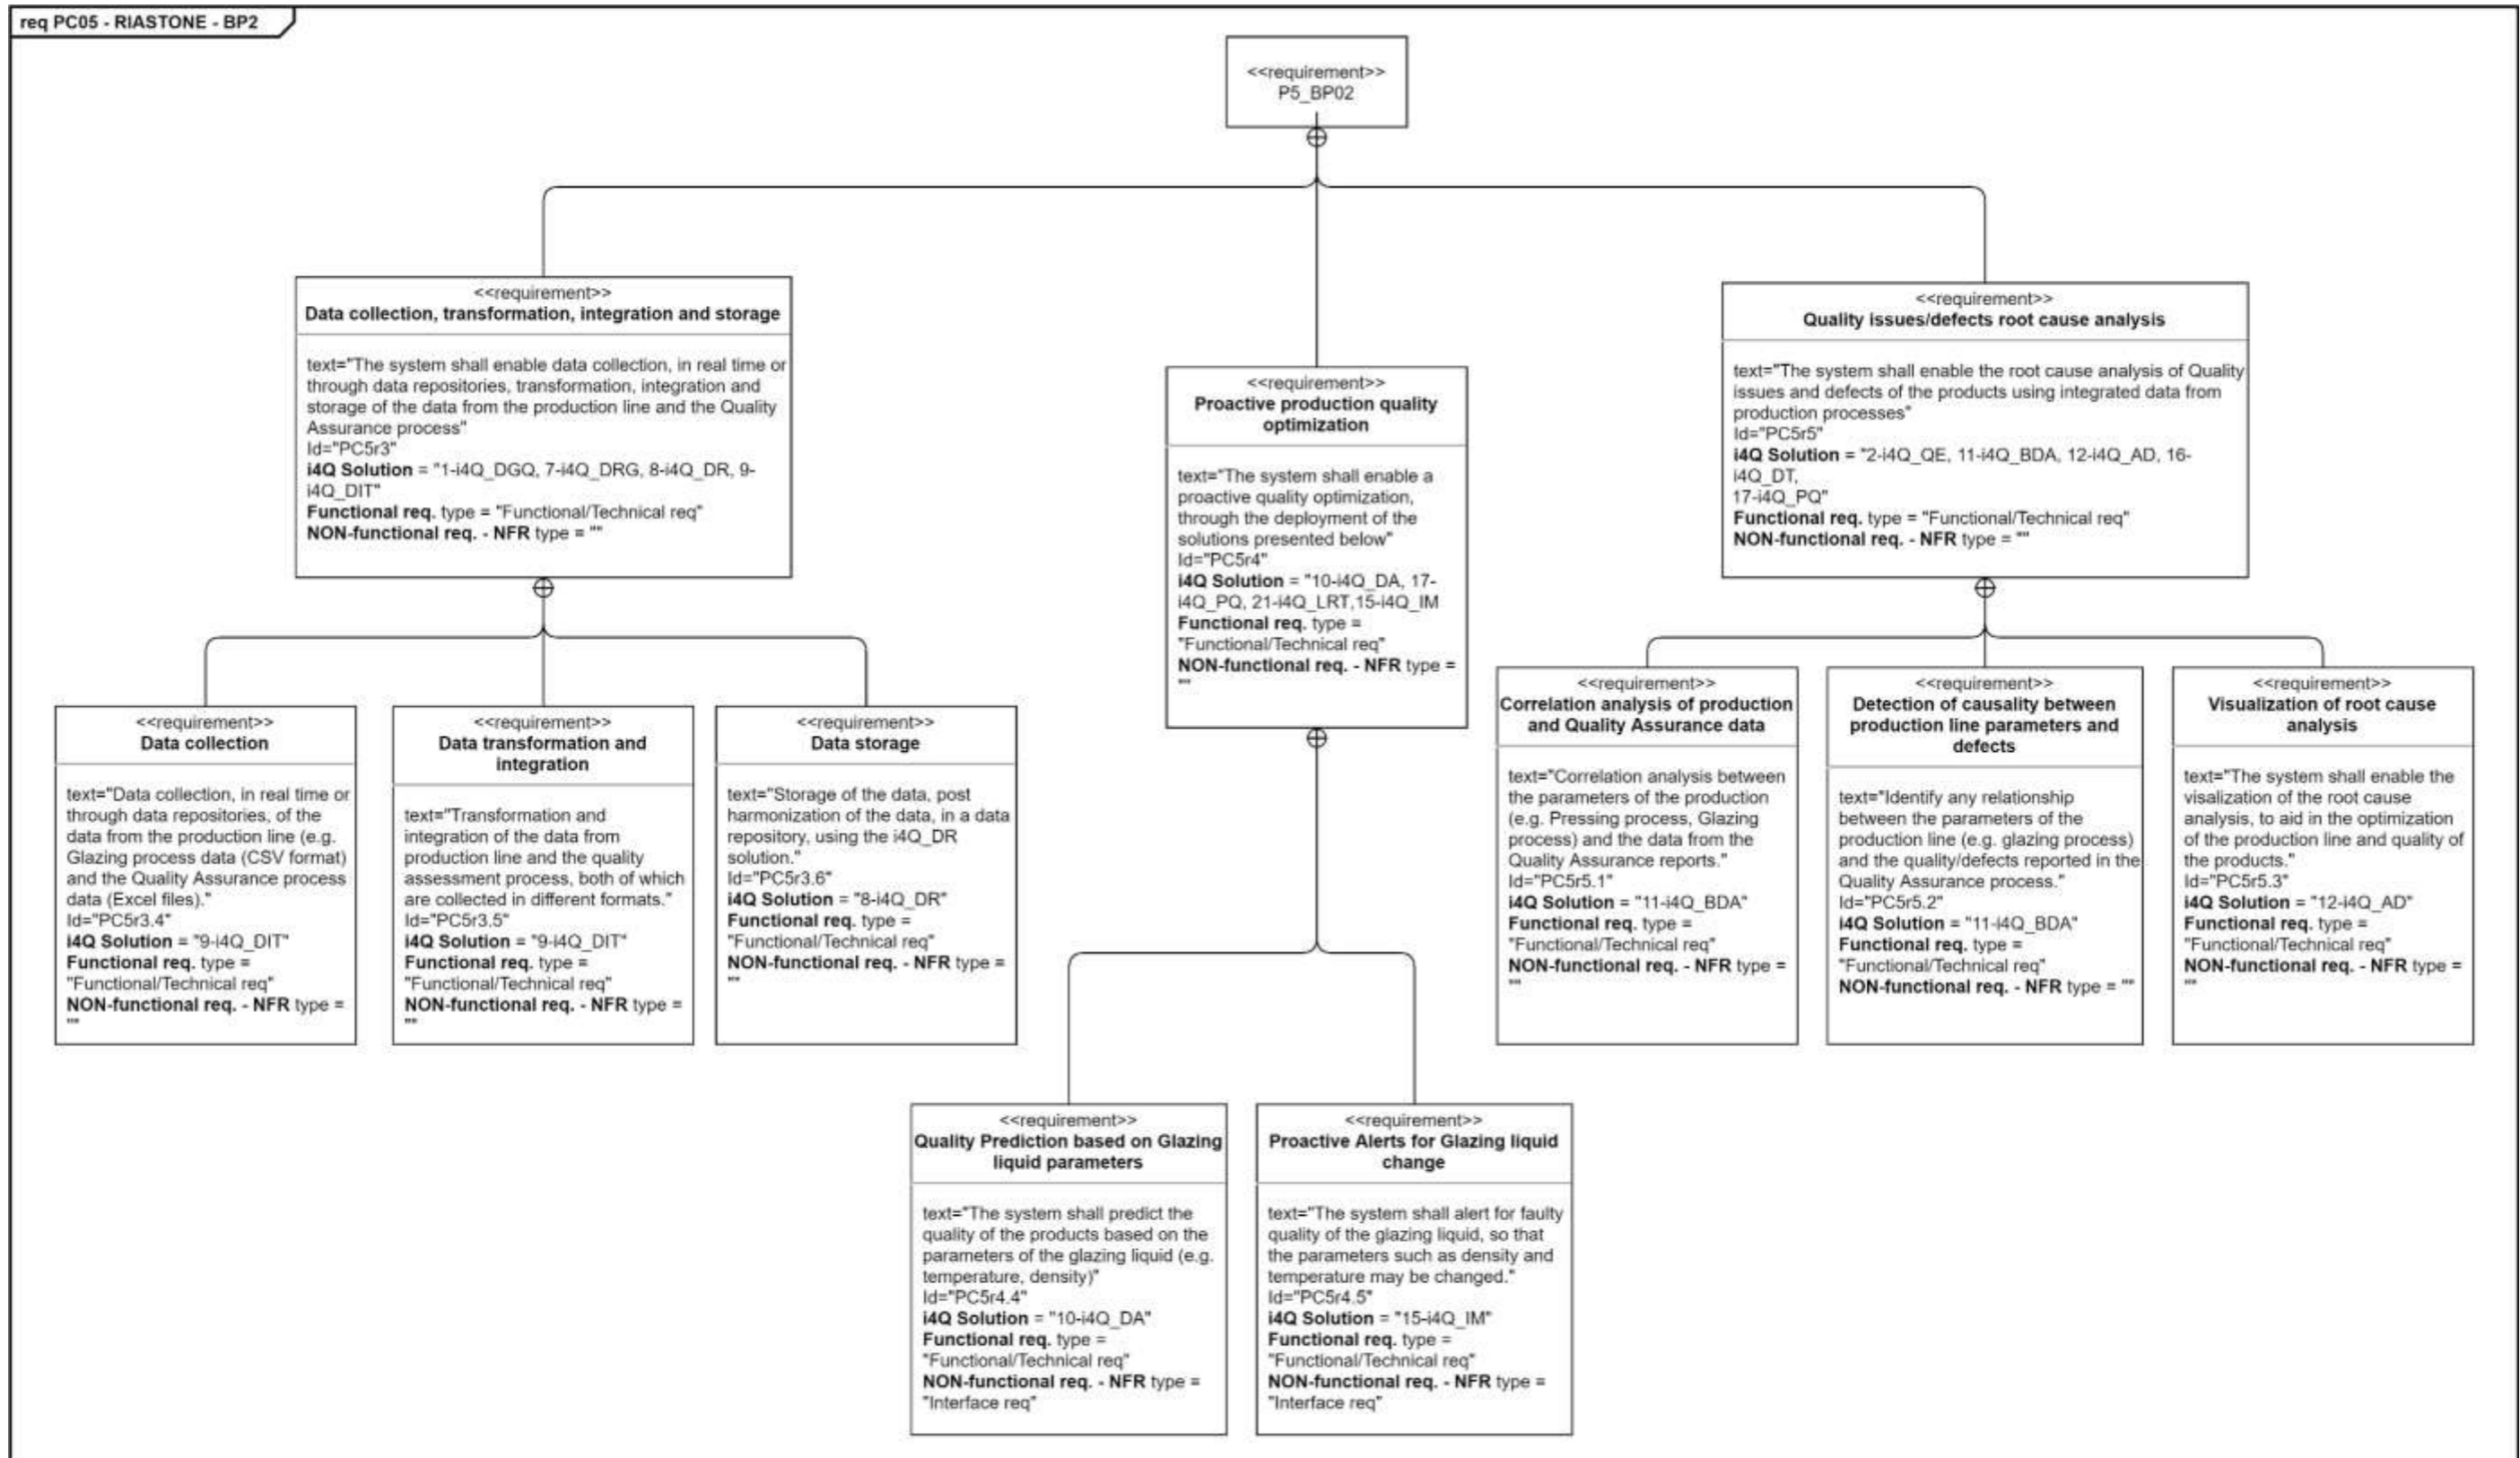 req PC05 - RIASTONE - BP2
<<requirement>>
P5_BP02
<<requirement>>
Data collection, transformation, integration and storage
text="The system shall enable data collection, in real time or
through data repositories, transformation, integration and
storage of the data from the production line and the Quality
Assurance process"
Id="PC5r3"
i4Q Solution = "1-i4Q_DGQ, 7-i4Q_DRG, 8-i4Q_DR, 9-
i4Q_DIT"
Functional req. type = "Functional/Technical req"
NON-functional req. - NFR type = ""
<<requirement>>
Proactive production quality
optimization
text="The system shall enable a
proactive quality optimization,
through the deployment of the
solutions presented below"
Id="PC5r4"
i4Q Solution = "10-i4Q_DA, 17-
i4Q_PQ, 21-i4Q_LRT,15-i4Q_IM
Functional req. type =
"Functional/Technical req"
NON-functional req. - NFR type =
""
<<requirement>>
Quality issues/defects root cause analysis
text="The system shall enable the root cause analysis of Quality
issues and defects of the products using integrated data from
production processes"
Id="PC5r5"
i4Q Solution = "2-i4Q_QE, 11-i4Q_BDA, 12-i4Q_AD, 16-
i4Q_DT,
17-i4Q_PQ"
Functional req. type = "Functional/Technical req"
NON-functional req. - NFR type = ""
<<requirement>>
Data collection
text="Data collection, in real time or
through data repositories, of the
data from the production line (e.g.
Glazing process data (CSV format)
and the Quality Assurance process
data (Excel files)."
Id="PC5r3.4"
i4Q Solution = "9-i4Q_DIT"
Functional req. type =
"Functional/Technical req"
NON-functional req. - NFR type =
""
<<requirement>>
Data transformation and
integration
text="Transformation and
integration of the data from
production line and the quality
assessment process, both of which
are collected in different formats."
Id="PC5r3.5"
i4Q Solution = "9-i4Q_DIT"
Functional req. type =
"Functional/Technical req"
NON-functional req. - NFR type =
""
<<requirement>>
Data storage
text="Storage of the data, post
harmonization of the data, in a data
repository, using the i4Q_DR
solution."
Id="PC5r3.6"
i4Q Solution = "8-i4Q_DR"
Functional req. type =
"Functional/Technical req"
NON-functional req. - NFR type =
""
<<requirement>>
Correlation analysis of production
and Quality Assurance data
text="Correlation analysis between
the parameters of the production
(e.g. Pressing process, Glazing
process) and the data from the
Quality Assurance reports."
Id="PC5r5.1"
i4Q Solution = "11-i4Q_BDA"
Functional req. type =
"Functional/Technical req"
NON-functional req. - NFR type =
""
<<requirement>>
Detection of causality between
production line parameters and
defects
text="Identify any relationship
between the parameters of the
production line (e.g. glazing process)
and the quality/defects reported in the
Quality Assurance process."
Id="PC5r5.2"
i4Q Solution = "11-i4Q_BDA"
Functional req. type =
"Functional/Technical req"
NON-functional req. - NFR type = ""
<<requirement>>
Visualization of root cause
analysis
text="The system shall enable the
visalization of the root cause
analysis, to aid in the optimization
of the production line and quality of
the products."
Id="PC5r5.3"
i4Q Solution = "12-i4Q_AD"
Functional req. type =
"Functional/Technical req"
NON-functional req. - NFR type =
""
<<requirement>>
Quality Prediction based on Glazing
liquid parameters
text="The system shall predict the
quality of the products based on the
parameters of the glazing liquid (e.g.
temperature, density)"
Id="PC5r4.4"
i4Q Solution = "10-i4Q_DA"
Functional req. type =
"Functional/Technical req"
NON-functional req. - NFR type =
"Interface req"
<<requirement>>
Proactive Alerts for Glazing liquid
change
text="The system shall alert for faulty
quality of the glazing liquid, so that
the parameters such as density and
temperature may be changed."
Id="PC5r4.5"
i4Q Solution = "15-i4Q_IM"
Functional req. type =
"Functional/Technical req"
NON-functional req. - NFR type =
"Interface req"